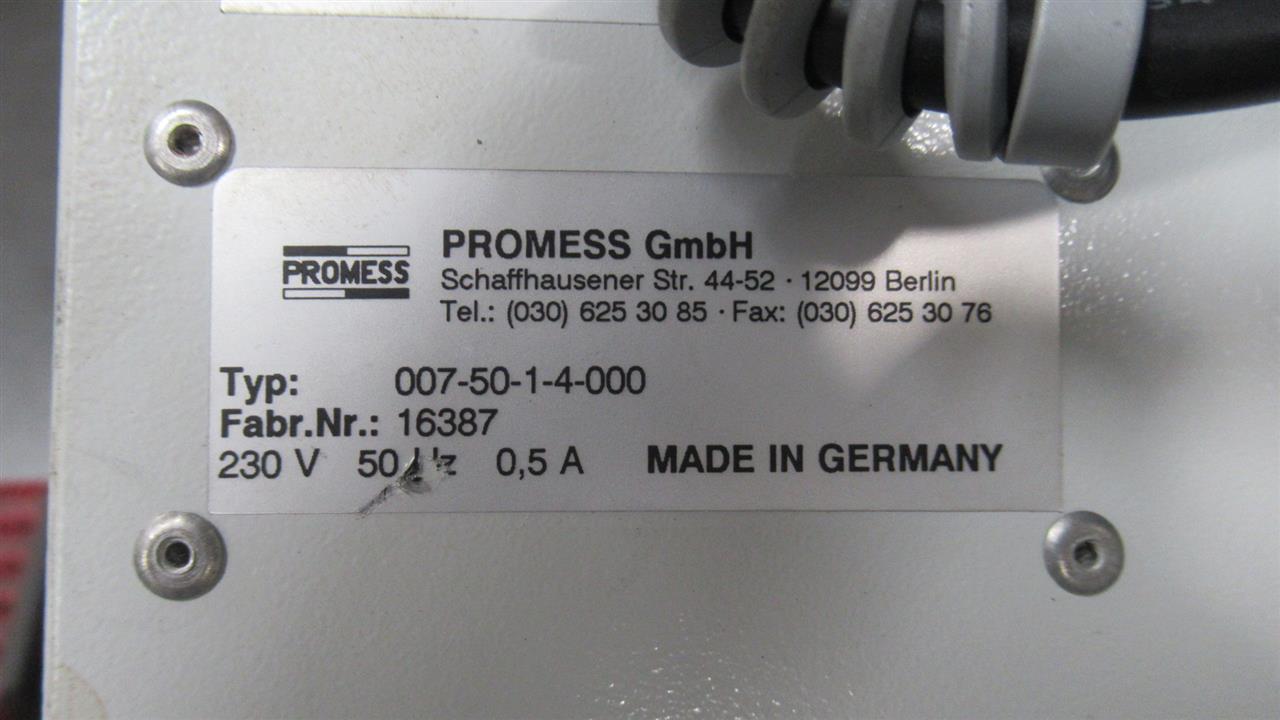 PROMESS
PROMESS GmbH
Schaffhausener Str. 44-52 · 12099 Berlin
Tel.: (030) 625 30 85 · Fax: (030) 625 30 76
Typ: 007-50-1-4-000
Fabr.Nr.: 16387
230 V 50 Hz 0,5 A MADE IN GERMANY